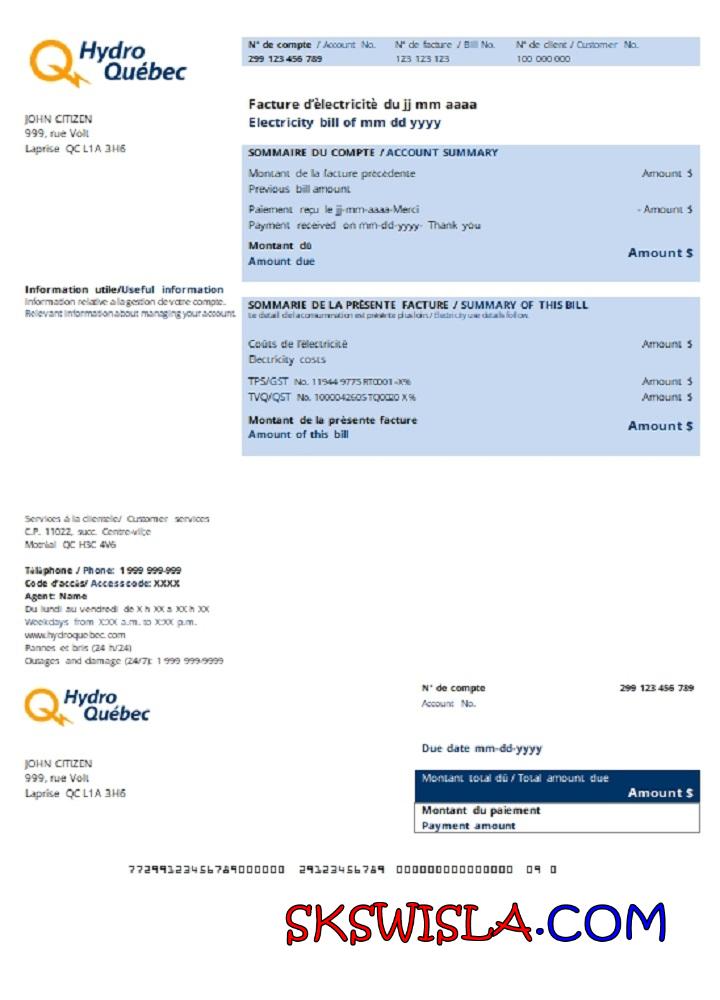 Hydro
Québec
N° de compte / Account No. N° de facture / Bill No. N° de client / Customer No.
299 123 456 789 123 123 123 100 000 000
Facture d'èlectricitè du jj mm aaaa
Electricity bill of mm dd yyyy
JOHN CITIZEN
999, rue Volt
Laprise QC L1A 3H6
SOMMAIRE DU COMPTE / ACCOUNT SUMMARY
Montant de la facture prècèdente Amount $
Previous bill amount
Paiement reçu le jj-mm-aaaa-Merci - Amount $
Payment received on mm-dd-yyyy- Thank you
Montant dû
Amount due Amount $
Information utile/Useful information
Information relative a la gestion de votre compte.
Relevant information about managing your account.
SOMMARIE DE LA PRÈSENTE FACTURE / SUMMARY OF THIS BILL
Le detail de la consummation est présente plus loin / Electricity use details follow.
Coûts de l'èlectricitè Amount $
Electricity costs
TPS/GST No. 11944 9775 RT0001 -X% Amount $
TVQ/QST No. 1000042605 TQ0020 X % Amount $
Montant de la prèsente facture
Amount of this bill Amount $
Services á la clientele/ Customer services
C.P. 11022, succ. Centre-ville
QC H3C 4V6
Tèlèphone / Phone: 1 999 999-999
Code d'accès/ Access code: XXXX
Agent: Name
Du lundi au vendredi de X h XX a XX h XX
Weekdays from X:XX a.m. to X:XX p.m.
www.hydroquebec.com
Pannes et bris (24 h/24)
Outages and damage (24/7): 1 999 999-9999
Hydro
Québec
N° de compte 299 123 456 789
Account No.
Due date mm-dd-yyyy
JOHN CITIZEN
999, rue Volt
Laprise QC L1A 3H6
Montant total dû / Total amount due
Amount $
Montant du paiement
Payment amount
77299123456789000000 29123456789 000000000000000 09 0
SKSWISLA.COM